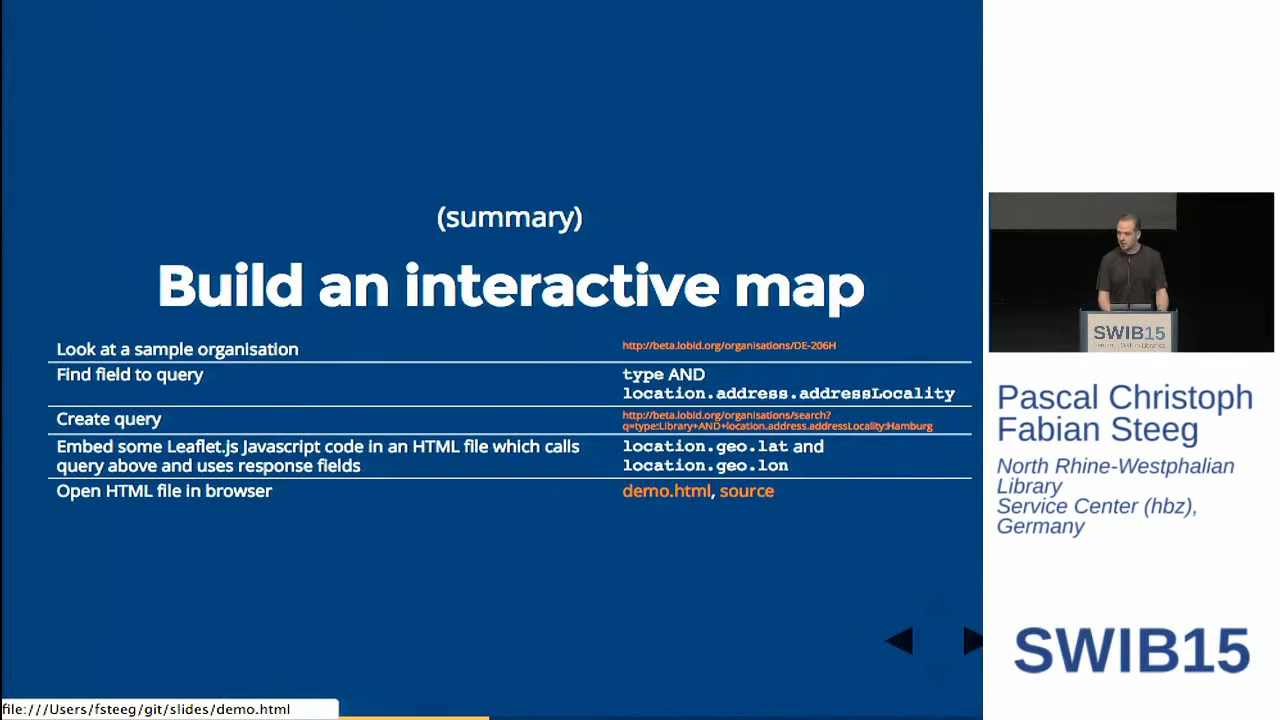 (summary)
Build an interactive map
Look at a sample organisation
http://beta.lobid.org/organisations/DE-206H
Find field to query
type AND
location.address.addressLocality
Create query
http://beta.lobid.org/organisations/search?
q=type:Library+AND+location.address.addressLocality:Hamburg
Embed some Leaflet.js Javascript code in an HTML file which calls
query above and uses response fields
location.geo.lat and
location.geo.lon
Open HTML file in browser
demo.html, source
file:///Users/fsteeg/git/slides/demo.html
SWIB15
Pascal Christoph
Fabian Steeg
North Rhine-Westphalian
Library
Service Center (hbz),
Germany
SWIB15